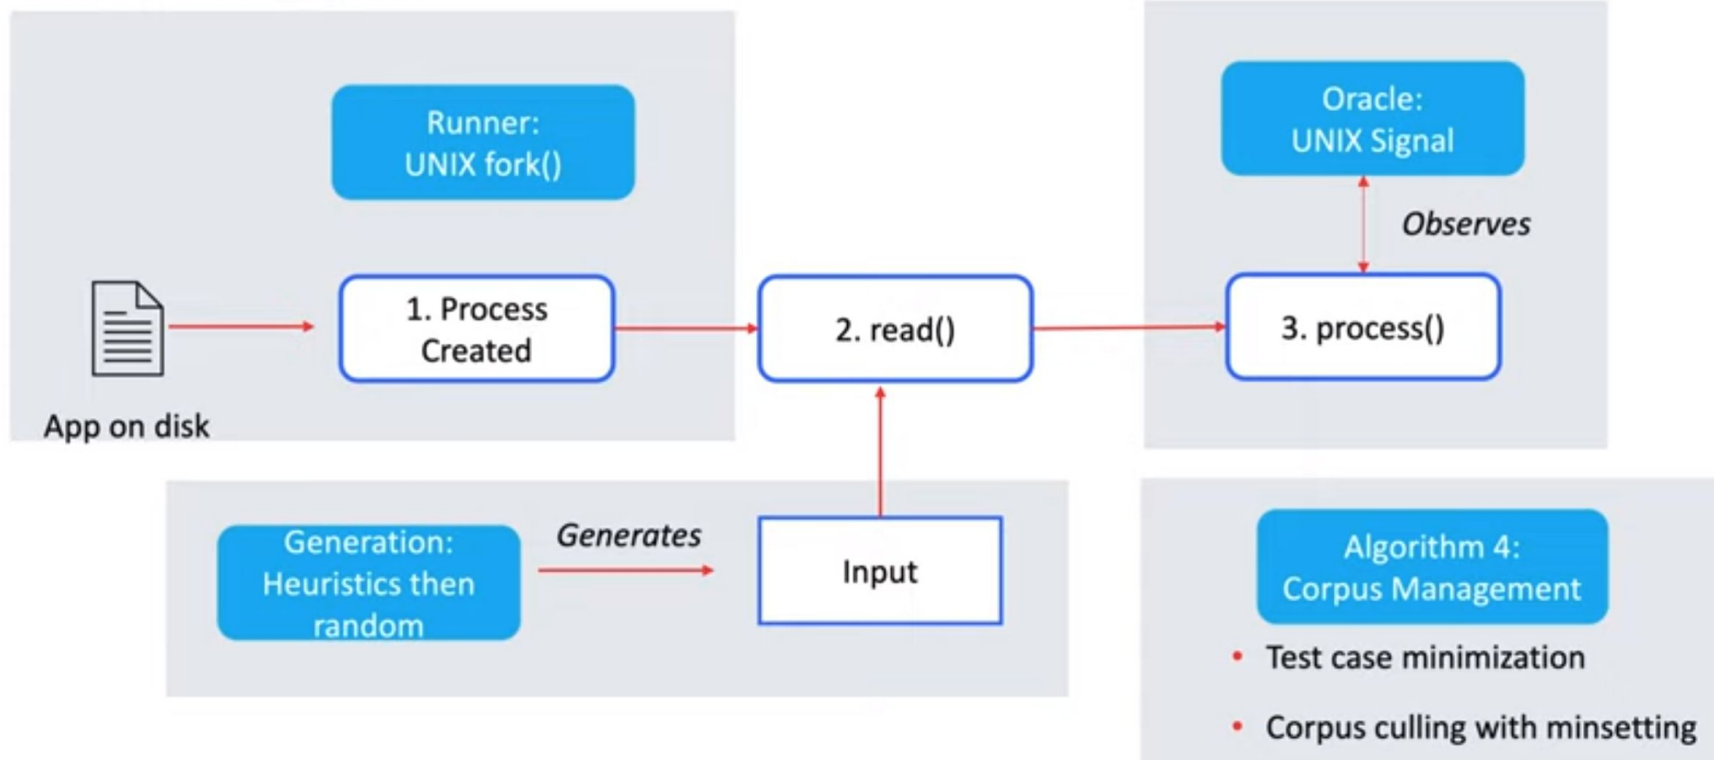 Runner:
UNIX fork()
Oracle:
UNIX Signal
Observes
1. Process
Created
2. read()
3. process()
App on disk
Generation:
Heuristics then
random
Generates
Input
Algorithm 4:
Corpus Management
• Test case minimization
• Corpus culling with minsetting